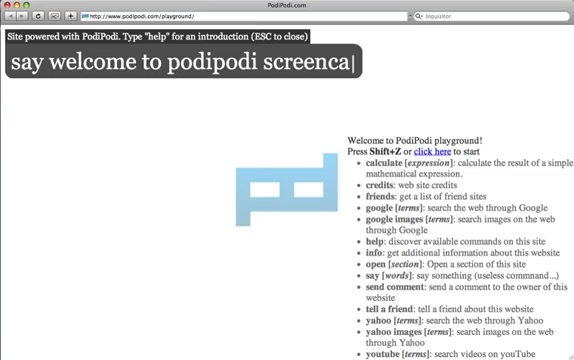 PodiPodi.com
http://www.podipodi.com/playground/
Inquisitor
Site powered with PodiPodi. Type "help" for an introduction (ESC to close)
say welcome to podipodi screenca
Welcome to PodiPodi playground!
Press Shift+Z or click here to start
• calculate [expression]: calculate the result of a simple
mathematical expression.
• credits: web site credits
• friends: get a list of friend sites
• google [terms]: search the web through Google
• google images [terms]: search images on the web
through Google
• help: discover available commands on this site
• info: get additional information about this website
• open [section]: Open a section of this site
• say [words]: say something (useless commnand...)
• send comment: send a comment to the owner of this
website
• tell a friend: tell a friend about this website
• yahoo [terms]: search the web through Yahoo
• yahoo images [terms]: search images on the web
through Yahoo
• youtube [terms]: search videos on youTube